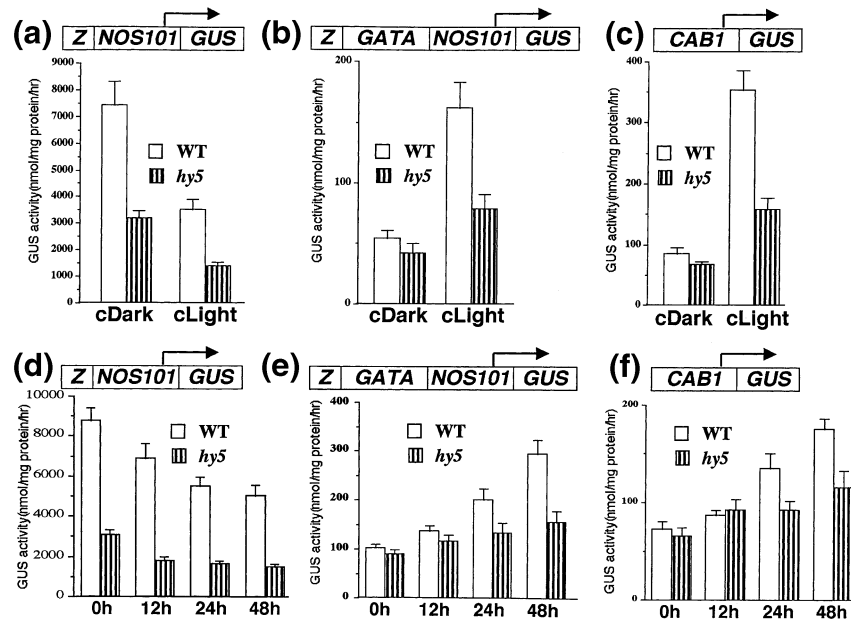 (a)
Z NOS101 GUS
GUS activity(nmol/mg protein/hr)
9000
8000
7000
6000
5000
4000
3000
2000
1000
0
WT
hy5
cDark cLight
(b)
Z GATA NOS101 GUS
GUS activity(nmol/mg protein/hr)
200
100
0
WT
hy5
cDark cLight
(c)
CAB1 GUS
GUS activity(nmol/mg protein/hr)
400
300
200
100
0
WT
hy5
cDark cLight
(d)
Z NOS101 GUS
GUS activity(nmol/mg protein/hr)
10000
8000
6000
4000
2000
0
WT
hy5
0h 12h 24h 48h
(e)
Z GATA NOS101 GUS
GUS activity(nmol/mg protein/hr)
400
300
200
100
0
WT
hy5
0h 12h 24h 48h
(f)
CAB1 GUS
GUS activity(nmol/mg protein/hr)
200
100
0
WT
hy5
0h 12h 24h 48h